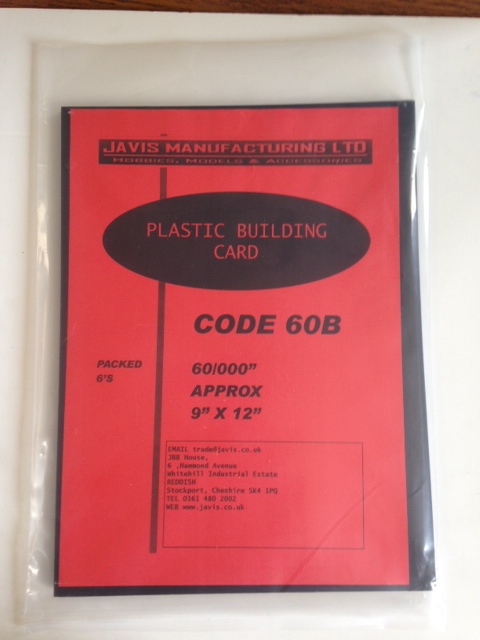 JAVIS MANUFACTURING LTD
HOBBIES, MODELS & ACCESSORIES
PLASTIC BUILDING
CARD
CODE 60B
PACKED
6'S
60/000"
APPROX
9" X 12"
EMAIL trade@javis.co.uk
JBB House,
6 ,Hammond Avenue
Whitehill Industrial Estate
REDDISH
Stockport, Cheshire SK4 1PQ
TEL 0161 480 2002
WEB www.javis.co.uk